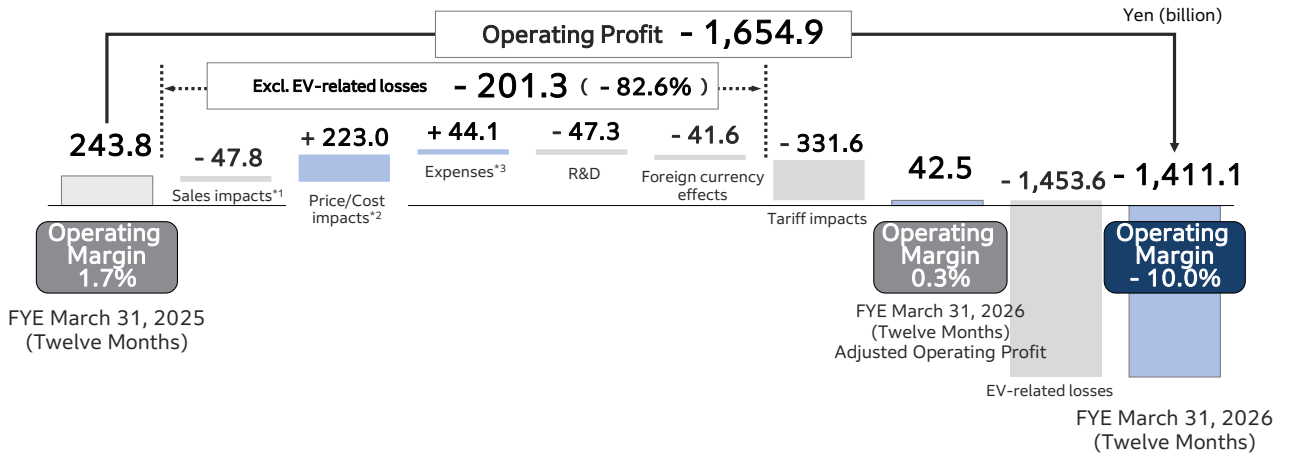 Yen (billion)
Operating Profit - 1,654.9
Excl. EV-related losses - 201.3 ( - 82.6% )
243.8
- 47.8
Sales impacts*1
+ 223.0
Price/Cost
impacts*2
+ 44.1
Expenses*3
- 47.3
R&D
- 41.6
Foreign currency
effects
- 331.6
Tariff impacts
42.5
- 1,453.6
- 1,411.1
Operating
Margin
1.7%
FYE March 31, 2025
(Twelve Months)
Operating
Margin
0.3%
FYE March 31, 2026
(Twelve Months)
Adjusted Operating Profit
EV-related losses
Operating
Margin
- 10.0%
FYE March 31, 2026
(Twelve Months)